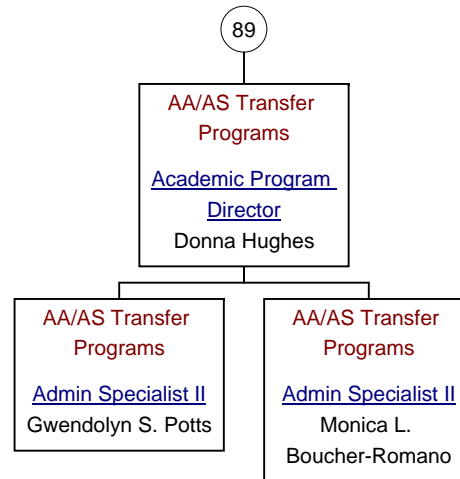 89
AA/AS Transfer
Programs
Academic Program
Director
Donna Hughes
AA/AS Transfer
Programs
Admin Specialist II
Gwendolyn S. Potts
AA/AS Transfer
Programs
Admin Specialist II
Monica L.
Boucher-Romano